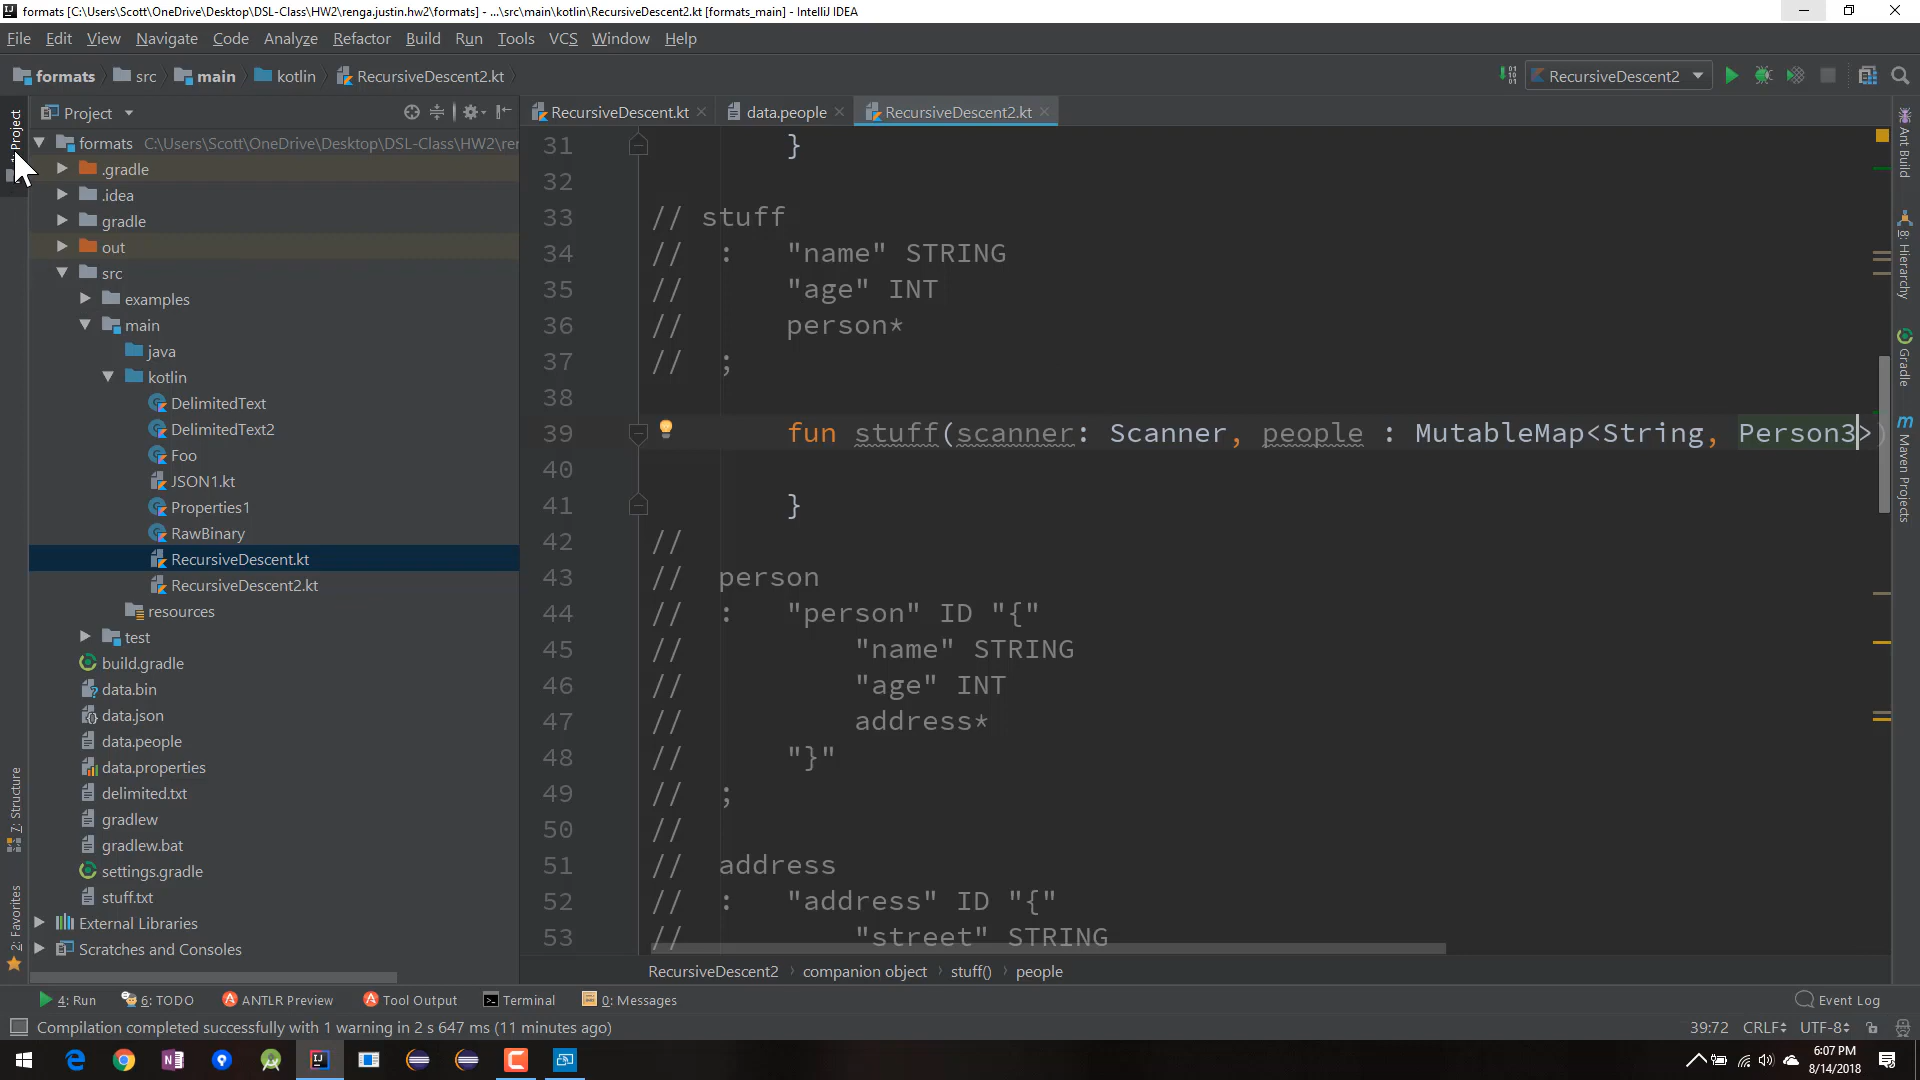 formats [C:\Users\Scott\OneDrive\Desktop\DSL-Class\HW2\renga.justin.hw2\formats] - ...\src\main\kotlin\RecursiveDescent2.kt [formats_main] - IntelliJ IDEA
File Edit View Navigate Code Analyze Refactor Build Run Tools VCS Window Help
formats src main kotlin RecursiveDescent2.kt
RecursiveDescent2
Project
RecursiveDescent.kt data.people RecursiveDescent2.kt
formats C:\Users\Scott\OneDrive\Desktop\DSL-Class\HW2\ren
.gradle
.idea
gradle
out
src
examples
main
java
kotlin
DelimitedText
DelimitedText2
Foo
JSON1.kt
Properties1
RawBinary
RecursiveDescent.kt
RecursiveDescent2.kt
resources
test
build.gradle
data.bin
data.json
data.people
data.properties
delimited.txt
gradlew
gradlew.bat
settings.gradle
stuff.txt
External Libraries
Scratches and Consoles
Project
7: Structure
2: Favorites
31 }
32
33 // stuff
34 // : "name" STRING
35 // "age" INT
36 // person*
37 // ;
38
39 fun stuff(scanner: Scanner, people : MutableMap<String, Person3>)
40
41 }
42 //
43 // person
44 // : "person" ID "{"
45 // "name" STRING
46 // "age" INT
47 // address*
48 // "}"
49 // ;
50 //
51 // address
52 // : "address" ID "{"
53 // "street" STRING
Ant Build
8: Hierarchy
Gradle
Maven Projects
RecursiveDescent2 companion object stuff() people
4: Run 6: TODO ANTLR Preview Tool Output Terminal 0: Messages Event Log
Compilation completed successfully with 1 warning in 2 s 647 ms (11 minutes ago) 39:72 CRLF UTF-8
6:07 PM
8/14/2018